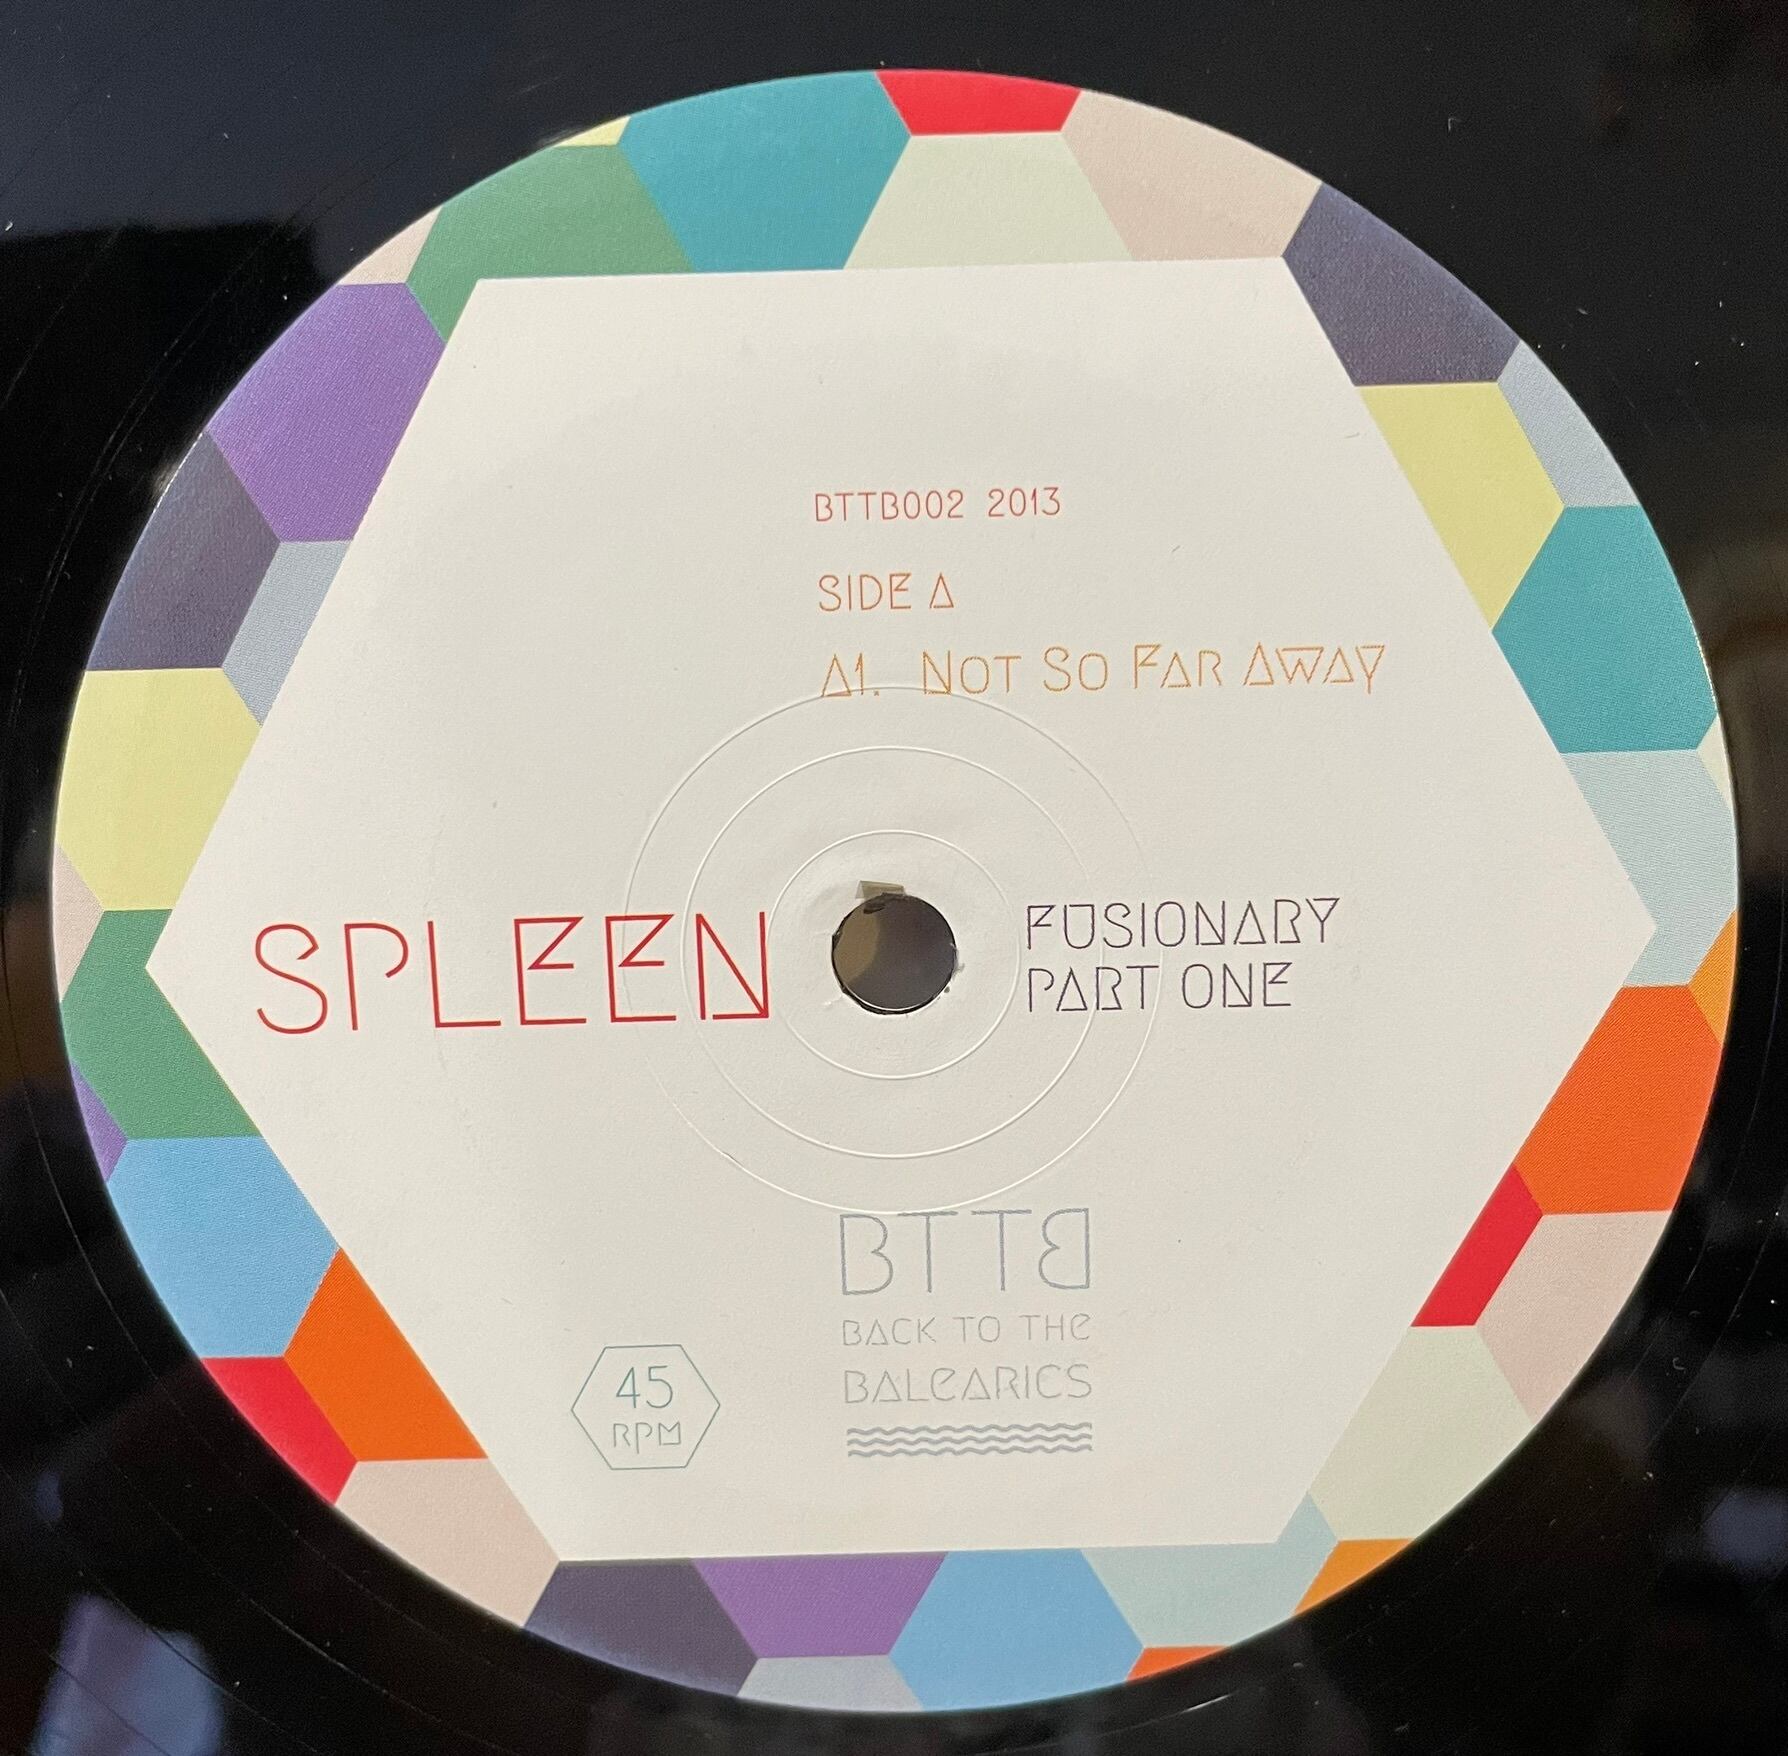 BTTB002 2013
SIDE A
A1. NOT SO FAR AWAY
SPLEEN
FUSIONARY
PART ONE
BTTB
BACK TO THE
BALEARICS
45
RPM